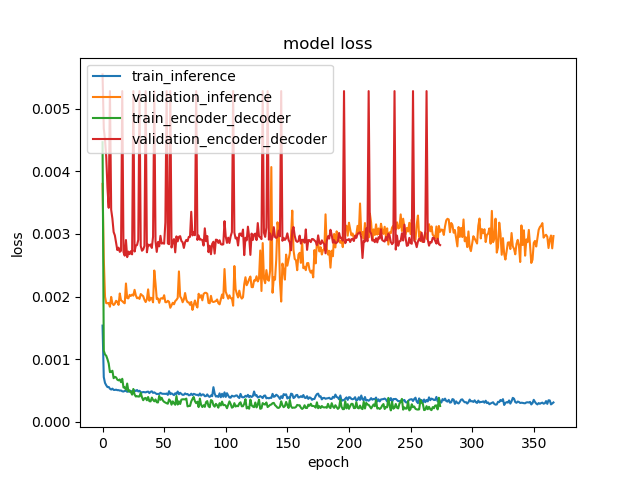 model loss
train_inference
validation_inference
train_encoder_decoder
validation_encoder_decoder
0.005
0.004
0.003
0.002
0.001
0.000
loss
0 50 100 150 200 250 300 350
epoch